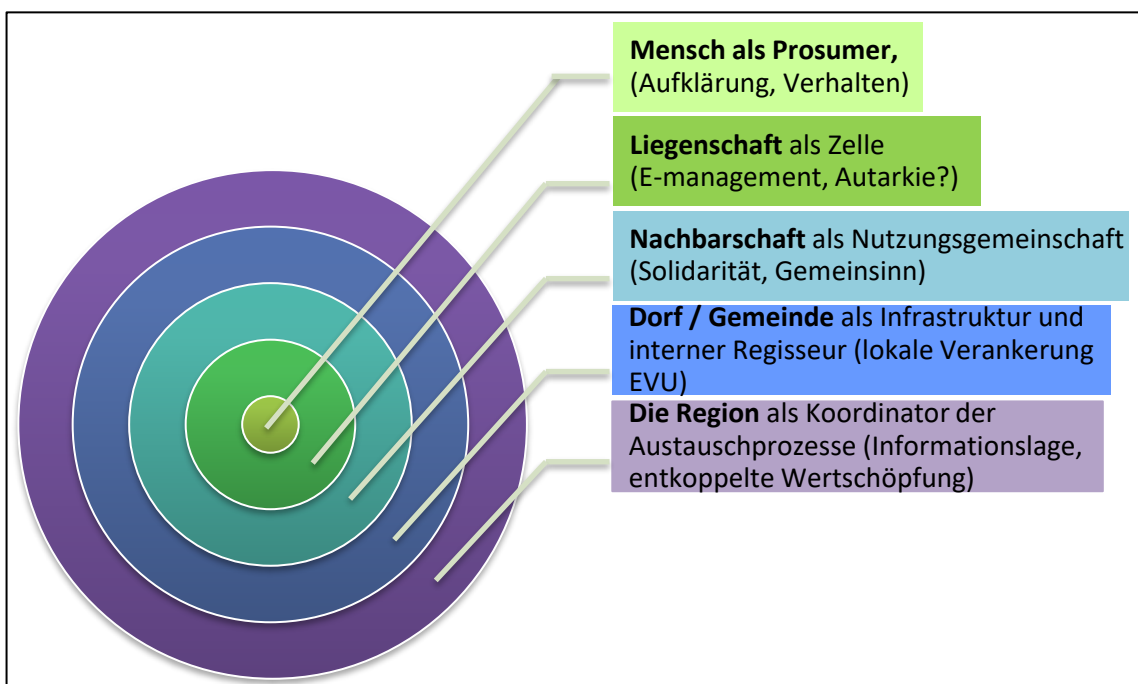 Mensch als Prosumer,
(Aufklärung, Verhalten)
Liegenschaft als Zelle
(E-management, Autarkie?)
Nachbarschaft als Nutzungsgemeinschaft
(Solidarität, Gemeinsinn)
Dorf / Gemeinde als Infrastruktur und
interner Regisseur (lokale Verankerung
EVU)
Die Region als Koordinator der
Austauschprozesse (Informationslage,
entkoppelte Wertschöpfung)